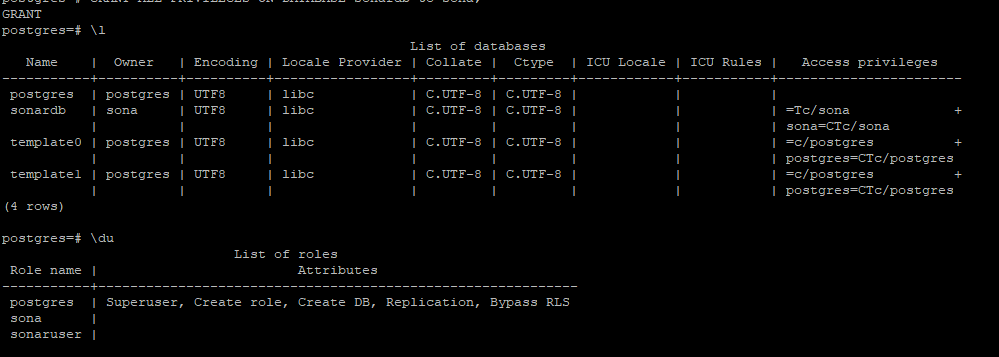 GRANT
postgres=# \l
List of databases
Name | Owner | Encoding | Locale Provider | Collate | Ctype | ICU Locale | ICU Rules | Access privileges
-----------+----------+----------+-----------------+---------+---------+------------+-----------+-----------------------
postgres | postgres | UTF8 | libc | C.UTF-8 | C.UTF-8 | | |
sonardb | sona | UTF8 | libc | C.UTF-8 | C.UTF-8 | | | =Tc/sona +
| | | | | | | | sona=CTc/sona
template0 | postgres | UTF8 | libc | C.UTF-8 | C.UTF-8 | | | =c/postgres +
| | | | | | | | postgres=CTc/postgres
template1 | postgres | UTF8 | libc | C.UTF-8 | C.UTF-8 | | | =c/postgres +
| | | | | | | | postgres=CTc/postgres
(4 rows)
postgres=# \du
List of roles
Role name | Attributes
-----------+------------------------------------------------------------
postgres | Superuser, Create role, Create DB, Replication, Bypass RLS
sona |
sonaruser |